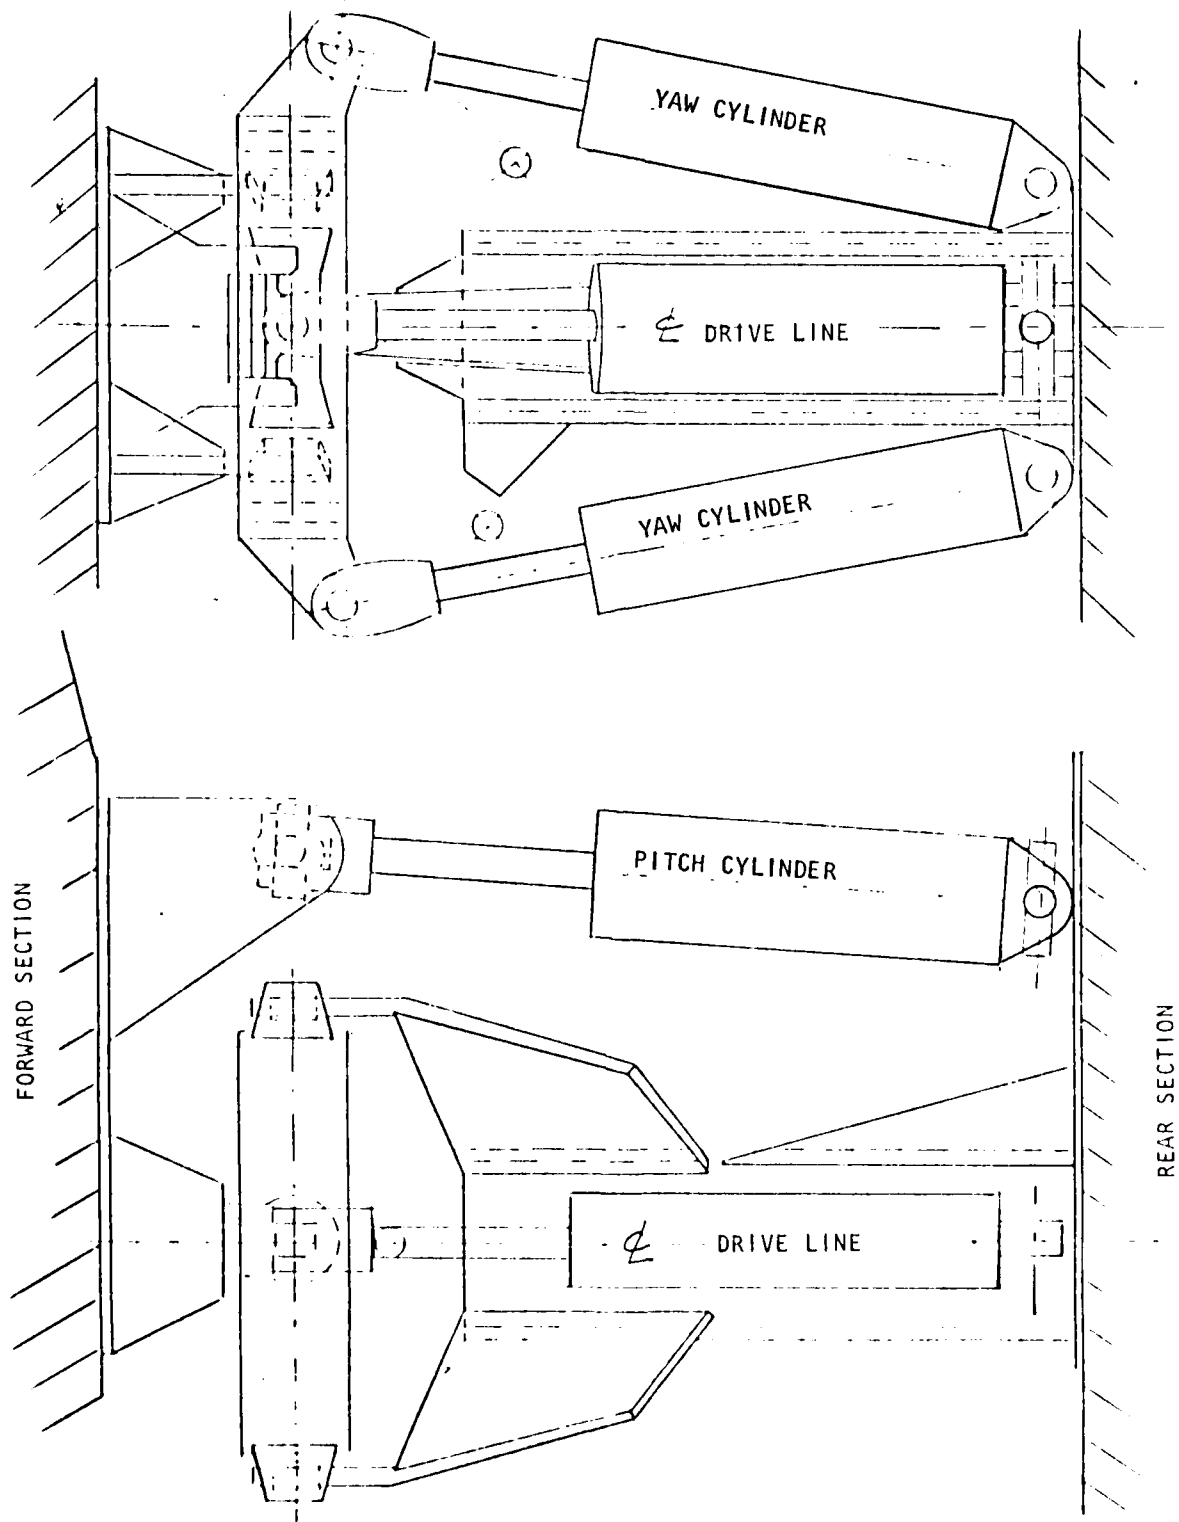 YAW CYLINDER
℄ DRIVE LINE
YAW CYLINDER
PITCH CYLINDER
FORWARD SECTION
REAR SECTION
℄ DRIVE LINE